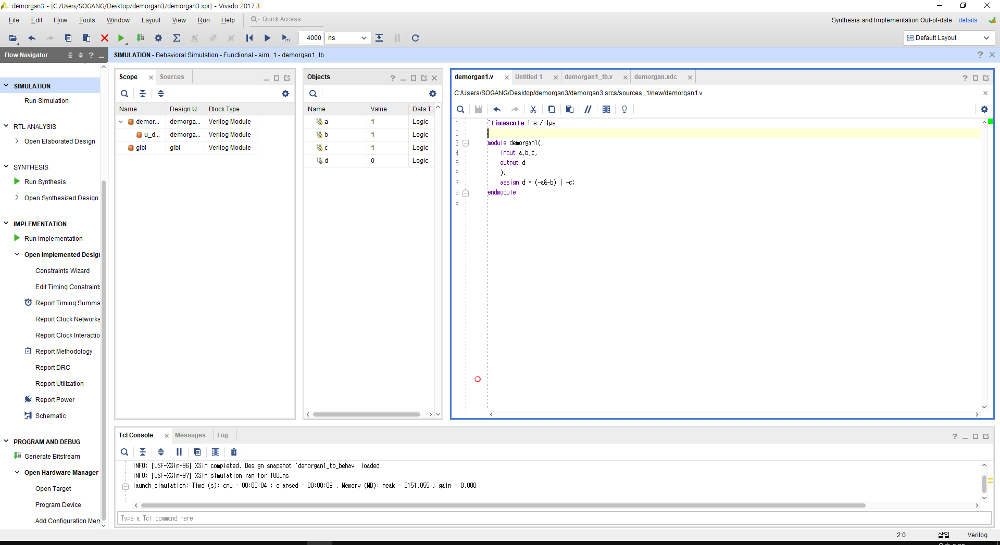 demorgan3 - [C:/Users/SOGANG/Desktop/demorgan3/demorgan3.xpr] - Vivado 2017.3
File Edit Flow Tools Window Layout View Run Help Quick Access
Synthesis and Implementation Out-of-date details
4000 ns
Default Layout
Flow Navigator
SIMULATION
Run Simulation
RTL ANALYSIS
Open Elaborated Design
SYNTHESIS
Run Synthesis
Open Synthesized Design
IMPLEMENTATION
Run Implementation
Open Implemented Design
Constraints Wizard
Edit Timing Constraints
Report Timing Summa
Report Clock Networks
Report Clock Interactio
Report Methodology
Report DRC
Report Utilization
Report Power
Schematic
PROGRAM AND DEBUG
Generate Bitstream
Open Hardware Manager
Open Target
Program Device
Add Configuration Mem
SIMULATION - Behavioral Simulation - Functional - sim_1 - demorgan1_tb
Scope Sources
Name Design U... Block Type
demor... demorga... Verilog Module
u_d... demorga... Verilog Module
glbl glbl Verilog Module
Objects
Name Value Data T...
a 1 Logic
b 1 Logic
c 1 Logic
d 0 Logic
demorgan1.v Untitled 1 demorgan1_tb.v demorgan.xdc
C:/Users/SOGANG/Desktop/demorgan3/demorgan3.srcs/sources_1/new/demorgan1.v
1 `timescale 1ns / 1ps
2
3 module demorgan1(
4 input a,b,c,
5 output d
6 );
7 assign d = (~a&~b) | ~c;
8 endmodule
9
Tcl Console Messages Log
INFO: [USF-XSim-96] XSim completed. Design snapshot 'demorgan1_tb_behav' loaded.
INFO: [USF-XSim-97] XSim simulation ran for 1000ns
launch_simulation: Time (s): cpu = 00:00:04 ; elapsed = 00:00:09 . Memory (MB): peak = 2151.855 ; gain = 0.000
Type a Tcl command here
2:0 삽입 Verilog